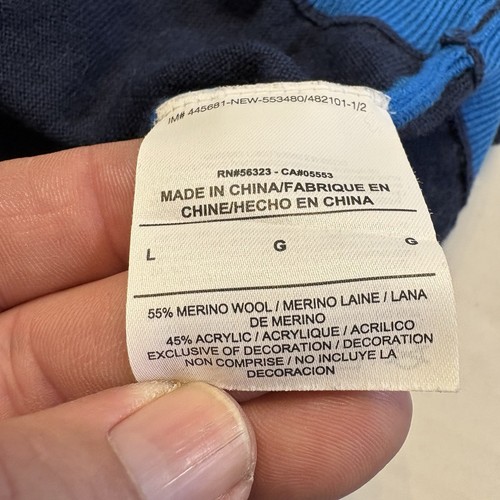 IM# 445681-NEW-553480/482101-1/2
RN#56323 - CA#05553
MADE IN CHINA/FABRIQUE EN
CHINE/HECHO EN CHINA
L G G
55% MERINO WOOL / MERINO LAINE / LANA
DE MERINO
45% ACRYLIC / ACRYLIQUE / ACRILICO
EXCLUSIVE OF DECORATION / DECORATION
NON COMPRISE / NO INCLUYE LA
DECORACION